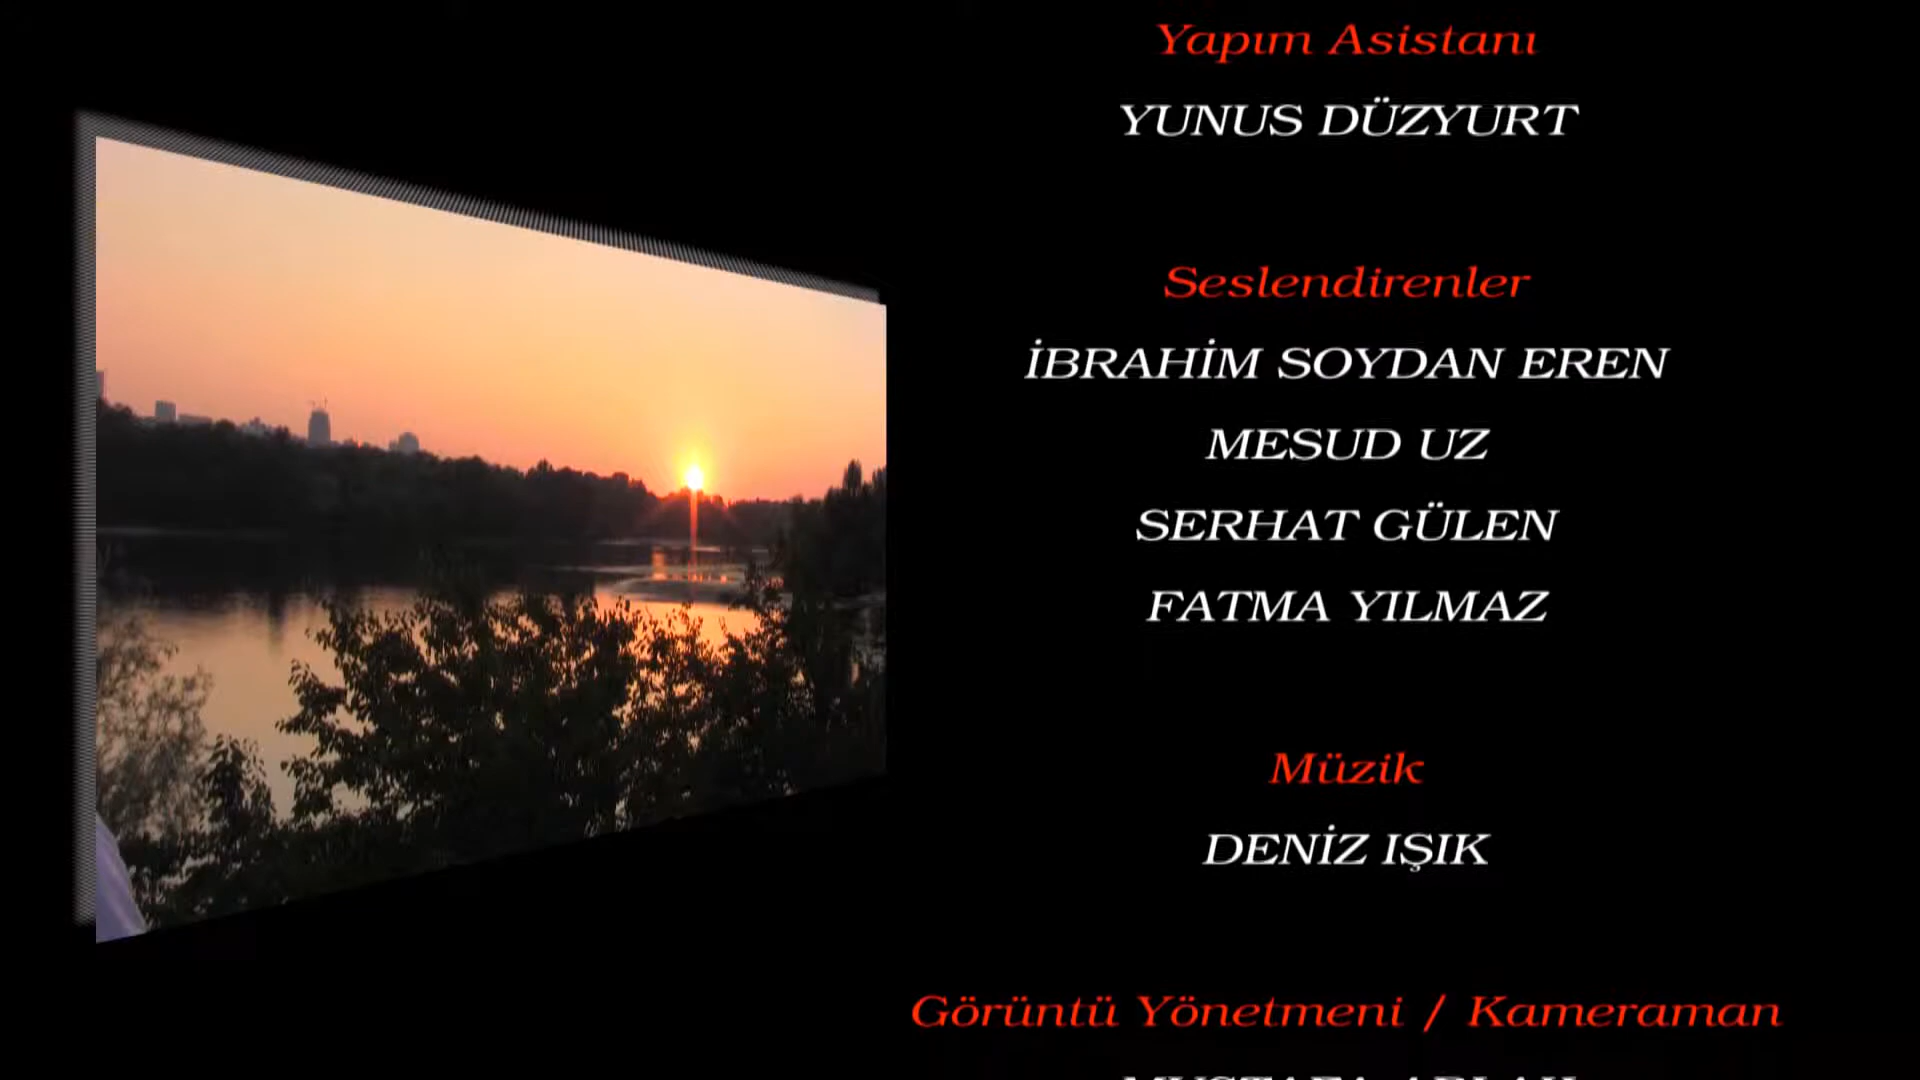 Yapım Asistanı
YUNUS DÜZYURT
Seslendirenler
İBRAHİM SOYDAN EREN
MESUD UZ
SERHAT GÜLEN
FATMA YILMAZ
Müzik
DENİZ IŞIK
Görüntü Yönetmeni / Kameraman